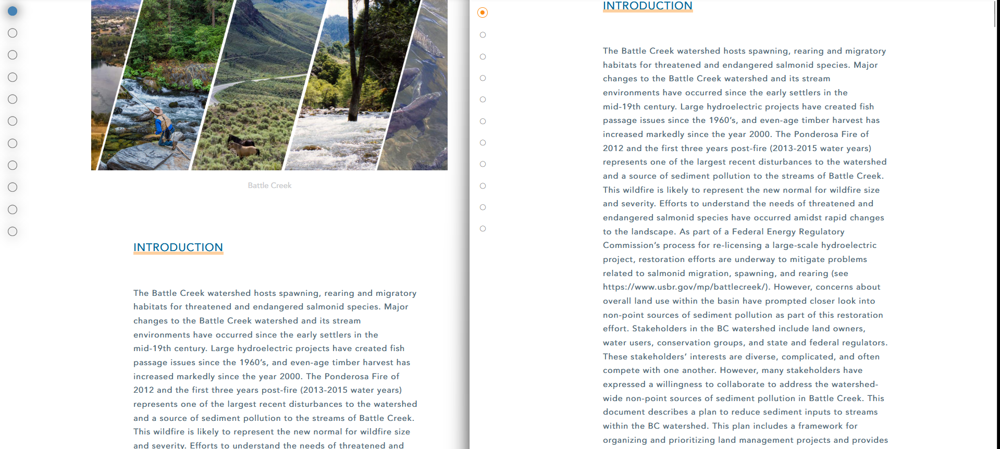 Battle Creek
INTRODUCTION
The Battle Creek watershed hosts spawning, rearing and migratory
habitats for threatened and endangered salmonid species. Major
changes to the Battle Creek watershed and its stream
environments have occurred since the early settlers in the
mid-19th century. Large hydroelectric projects have created fish
passage issues since the 1960’s, and even-age timber harvest has
increased markedly since the year 2000. The Ponderosa Fire of
2012 and the first three years post-fire (2013-2015 water years)
represents one of the largest recent disturbances to the watershed
and a source of sediment pollution to the streams of Battle Creek.
This wildfire is likely to represent the new normal for wildfire size
and severity. Efforts to understand the needs of threatened and
INTRODUCTION
The Battle Creek watershed hosts spawning, rearing and migratory
habitats for threatened and endangered salmonid species. Major
changes to the Battle Creek watershed and its stream
environments have occurred since the early settlers in the
mid-19th century. Large hydroelectric projects have created fish
passage issues since the 1960’s, and even-age timber harvest has
increased markedly since the year 2000. The Ponderosa Fire of
2012 and the first three years post-fire (2013-2015 water years)
represents one of the largest recent disturbances to the watershed
and a source of sediment pollution to the streams of Battle Creek.
This wildfire is likely to represent the new normal for wildfire size
and severity. Efforts to understand the needs of threatened and
endangered salmonid species have occurred amidst rapid changes
to the landscape. As part of a Federal Energy Regulatory
Commission’s process for re-licensing a large-scale hydroelectric
project, restoration efforts are underway to mitigate problems
related to salmonid migration, spawning, and rearing (see
https://www.usbr.gov/mp/battlecreek/). However, concerns about
overall land use within the basin have prompted closer look into
non-point sources of sediment pollution as part of this restoration
effort. Stakeholders in the BC watershed include land owners,
water users, conservation groups, and state and federal regulators.
These stakeholders’ interests are diverse, complicated, and often
compete with one another. However, many stakeholders have
expressed a willingness to collaborate to address the watershed-
wide non-point sources of sediment pollution in Battle Creek. This
document describes a plan to reduce sediment inputs to streams
within the BC watershed. This plan includes a framework for
organizing and prioritizing land management projects and provides